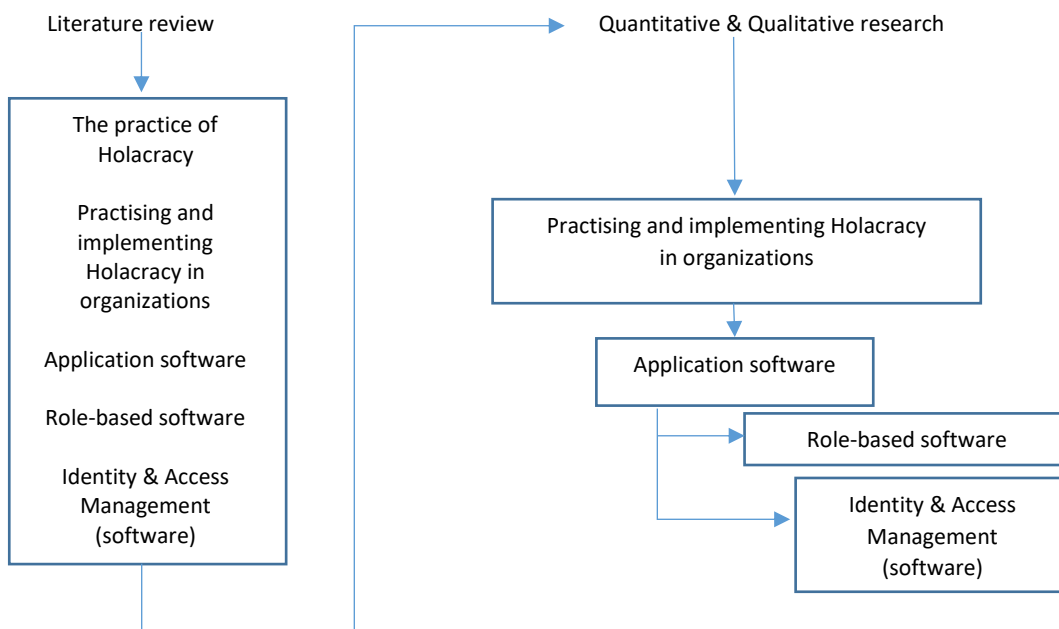 Literature review
The practice of
Holacracy
Practising and
implementing
Holacracy in
organizations
Application software
Role-based software
Identity & Access
Management
(software)
Quantitative & Qualitative research
Practising and implementing Holacracy
in organizations
Application software
Role-based software
Identity & Access
Management
(software)